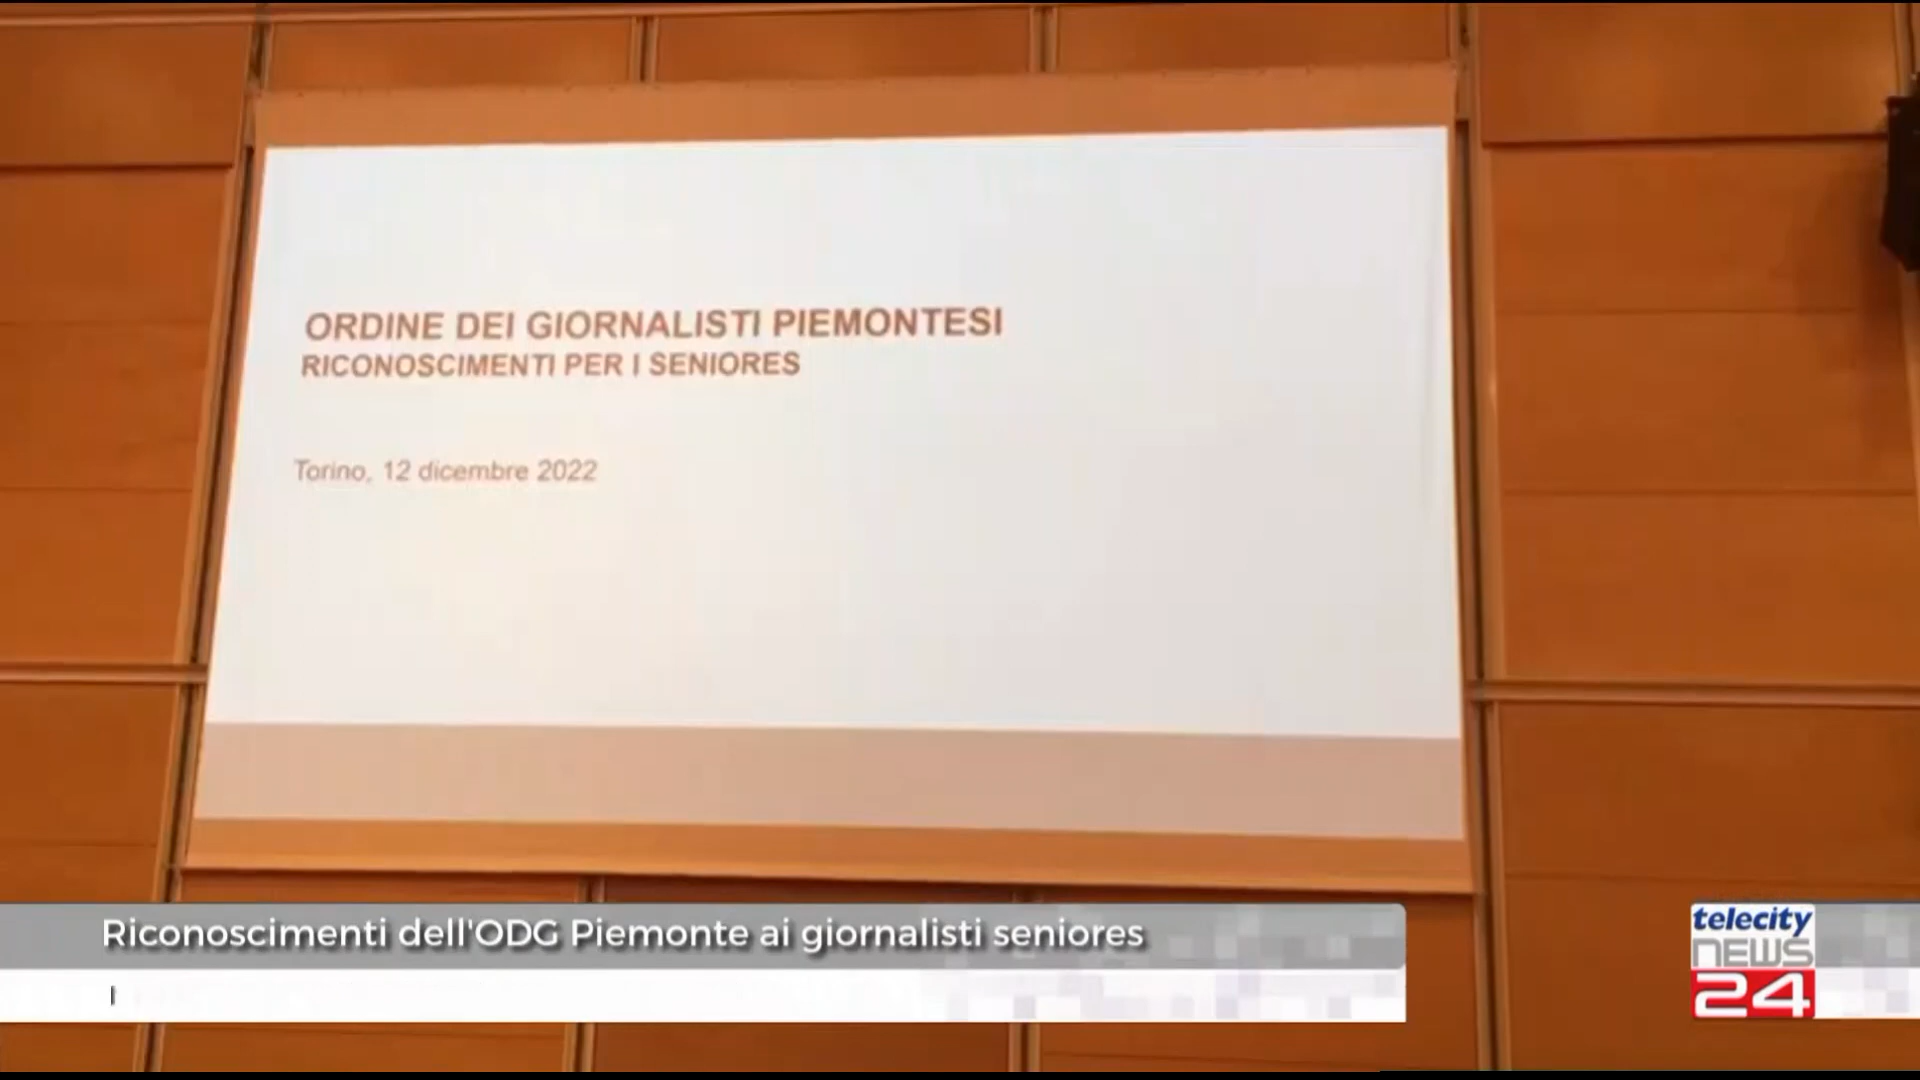 ORDINE DEI GIORNALISTI PIEMONTESI
RICONOSCIMENTI PER I SENIORES
Torino, 12 dicembre 2022
Riconoscimenti dell'ODG Piemonte ai giornalisti seniores
telecity
NEWS
24